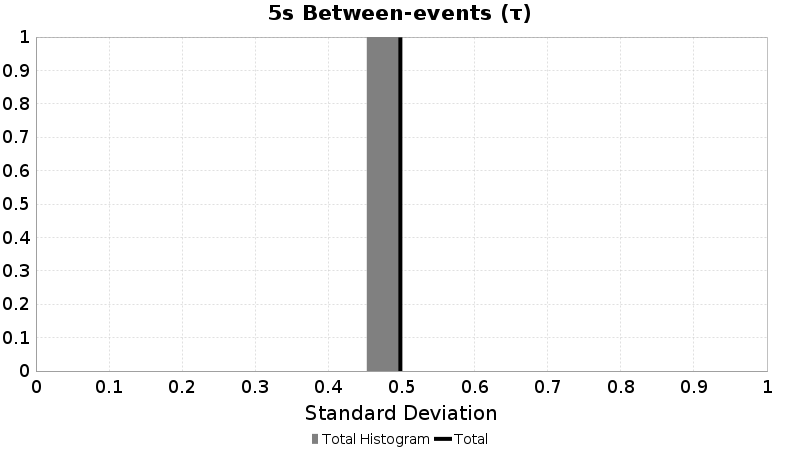 5s Between-events (τ)
1
0.9
0.8
0.7
0.6
0.5
0.4
0.3
0.2
0.1
0
0 0.1 0.2 0.3 0.4 0.5 0.6 0.7 0.8 0.9 1
Standard Deviation
Total Histogram Total